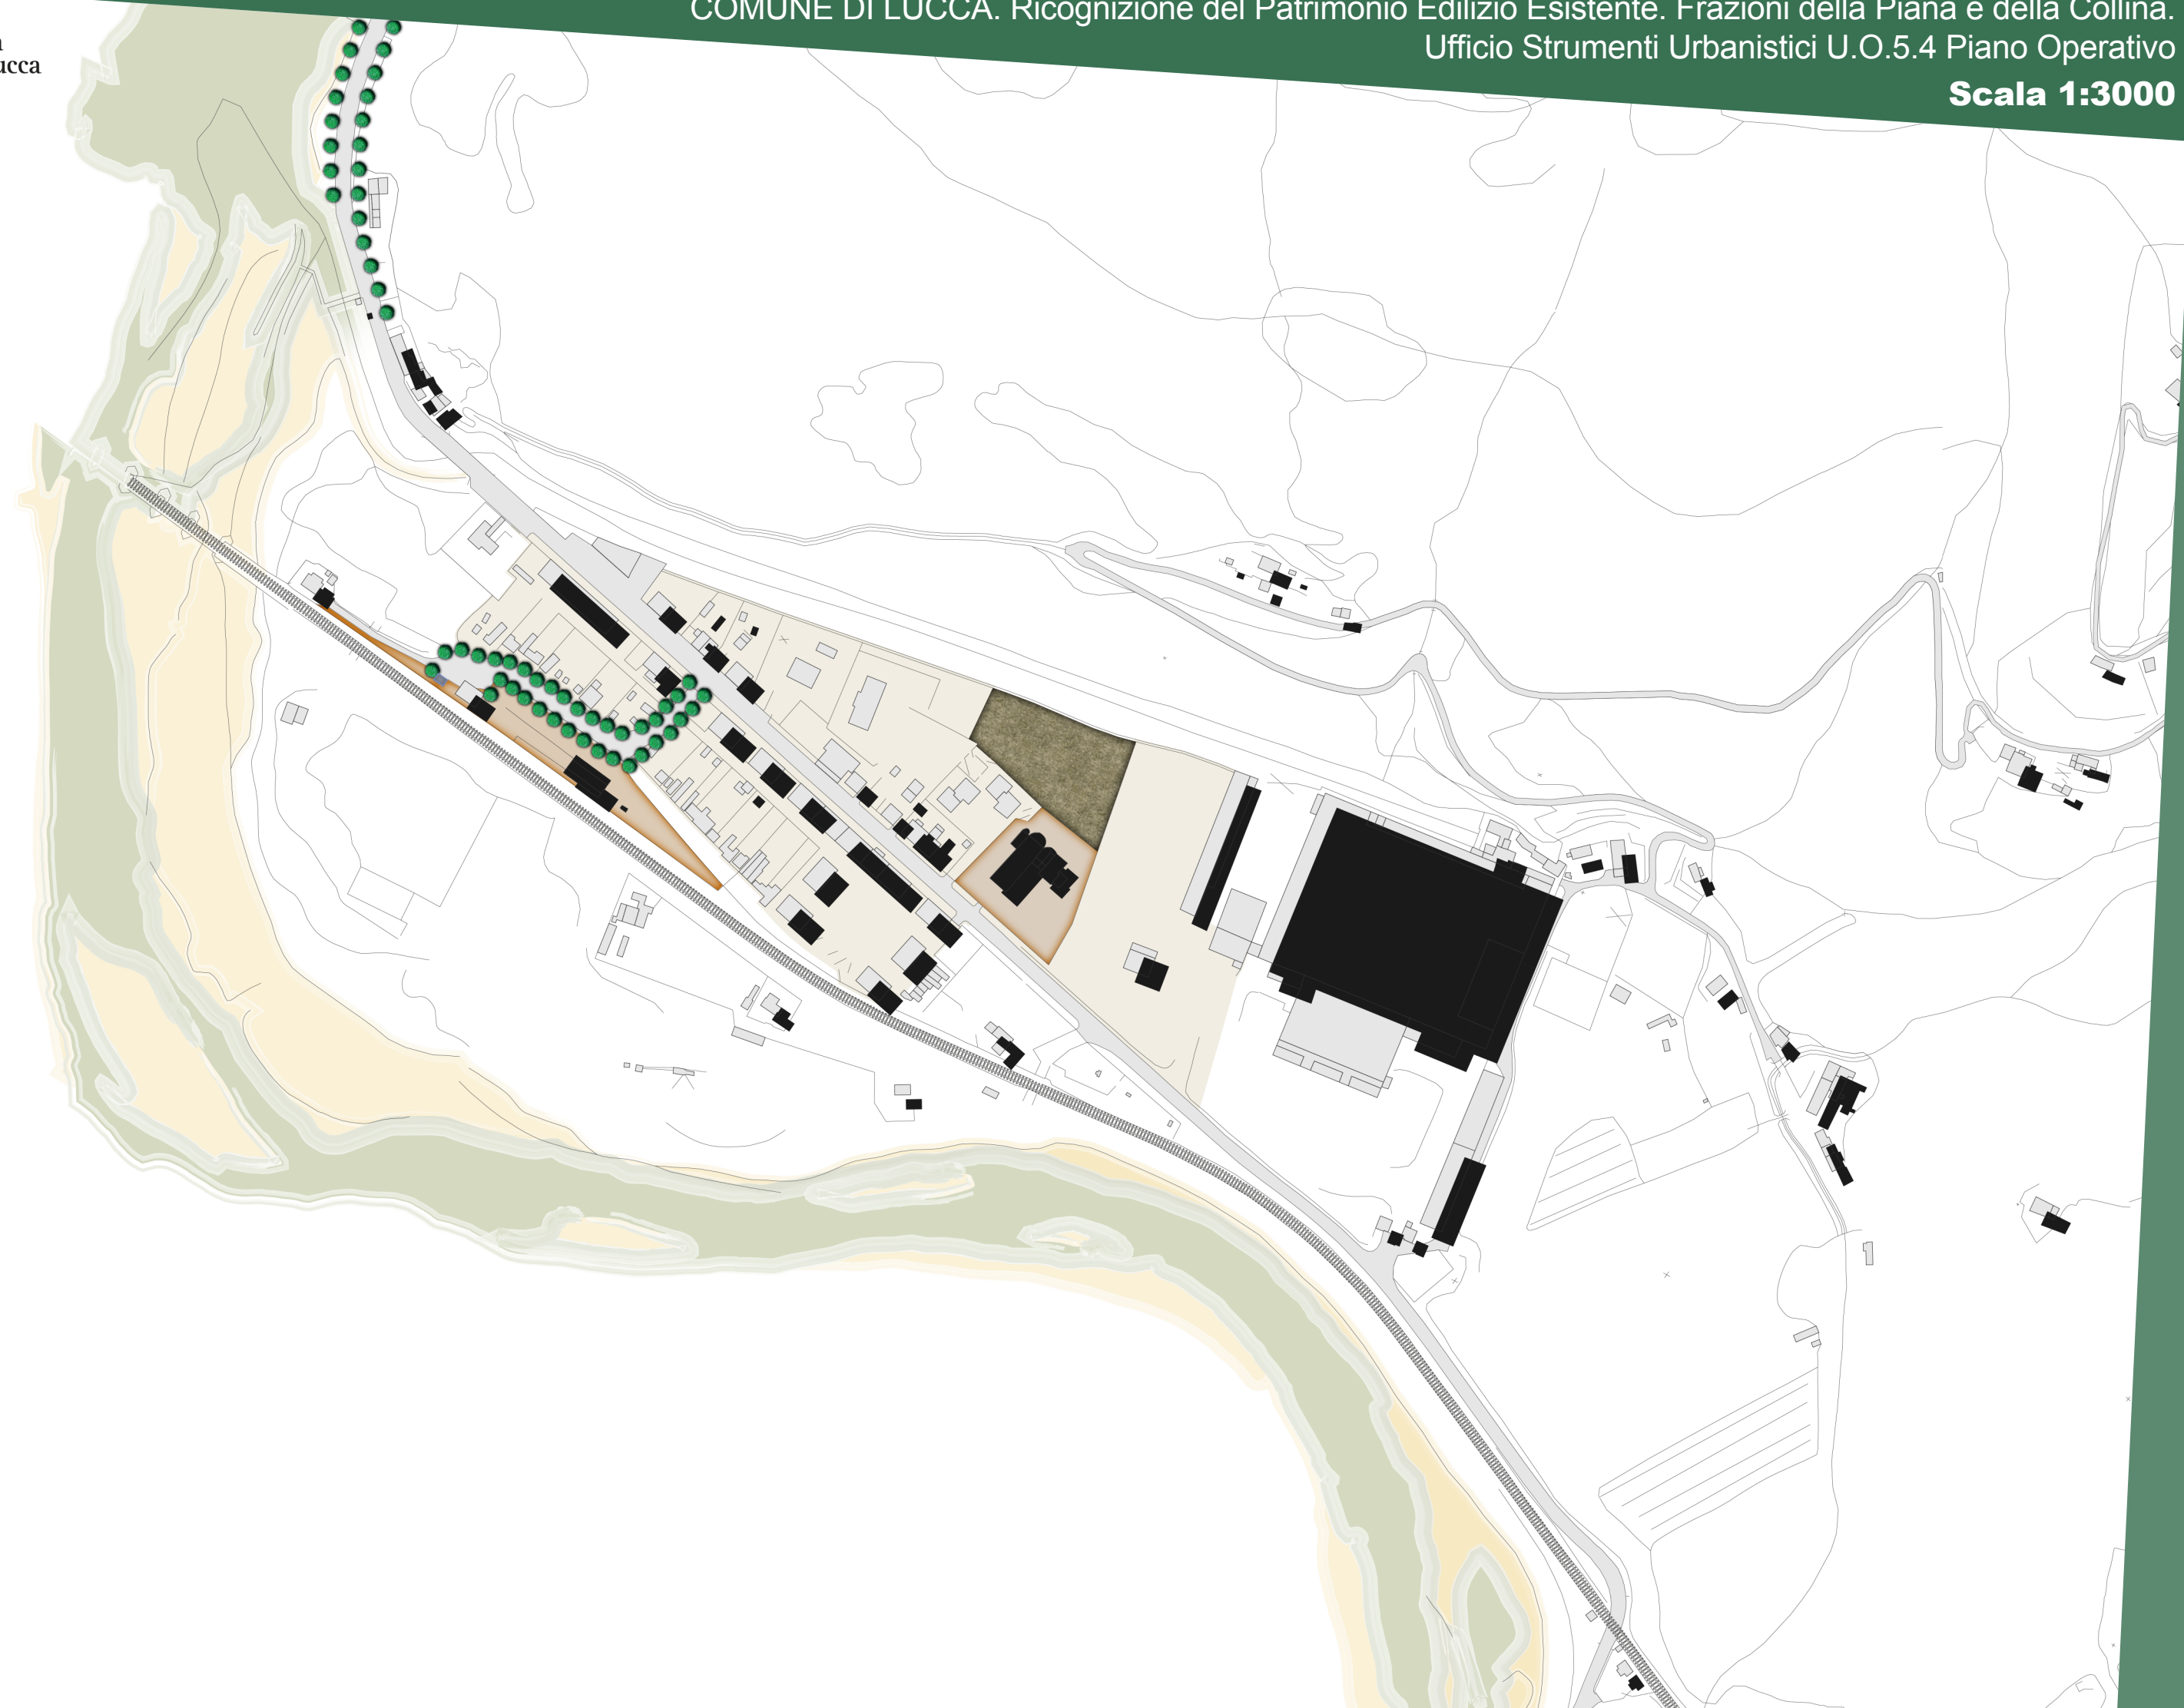 COMUNE DI LUCCA. Ricognizione del Patrimonio Edilizio Esistente. Frazioni della Piana e della Collina.
Ufficio Strumenti Urbanistici U.O.5.4 Piano Operativo
Scala 1:3000